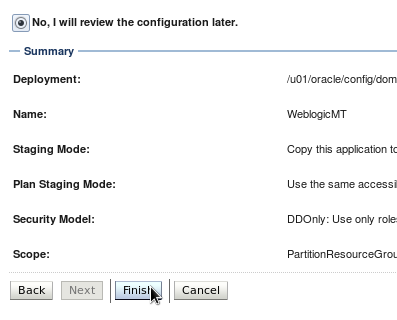 No, I will review the configuration later.
Summary
Deployment: /u01/oracle/config/dom
Name: WeblogicMT
Staging Mode: Copy this application to
Plan Staging Mode: Use the same accessi
Security Model: DDOnly: Use only role
Scope: PartitionResourceGrou
Back Next Finish Cancel